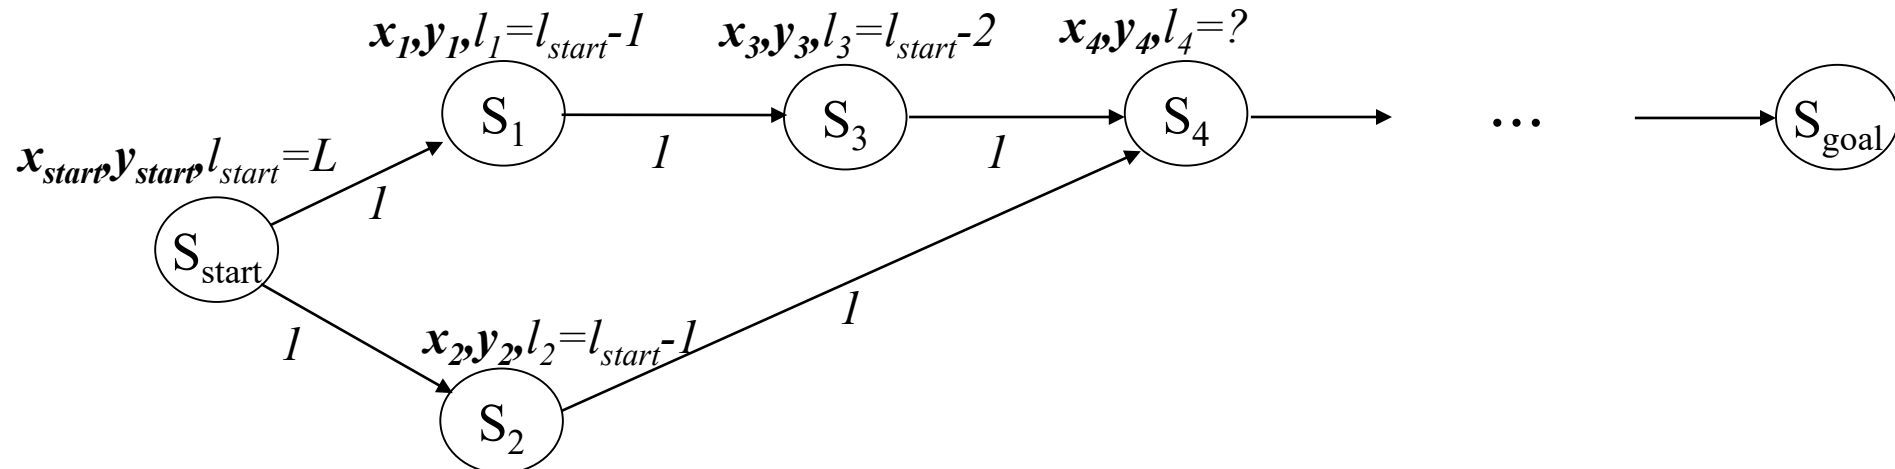 x1,y1,l1=lstart-1
x3,y3,l3=lstart-2
x4,y4,l4=?
S1
S3
S4
...
Sgoal
1
1
xstart,ystart,lstart=L
1
Sstart
1
x2,y2,l2=lstart-1
1
S2